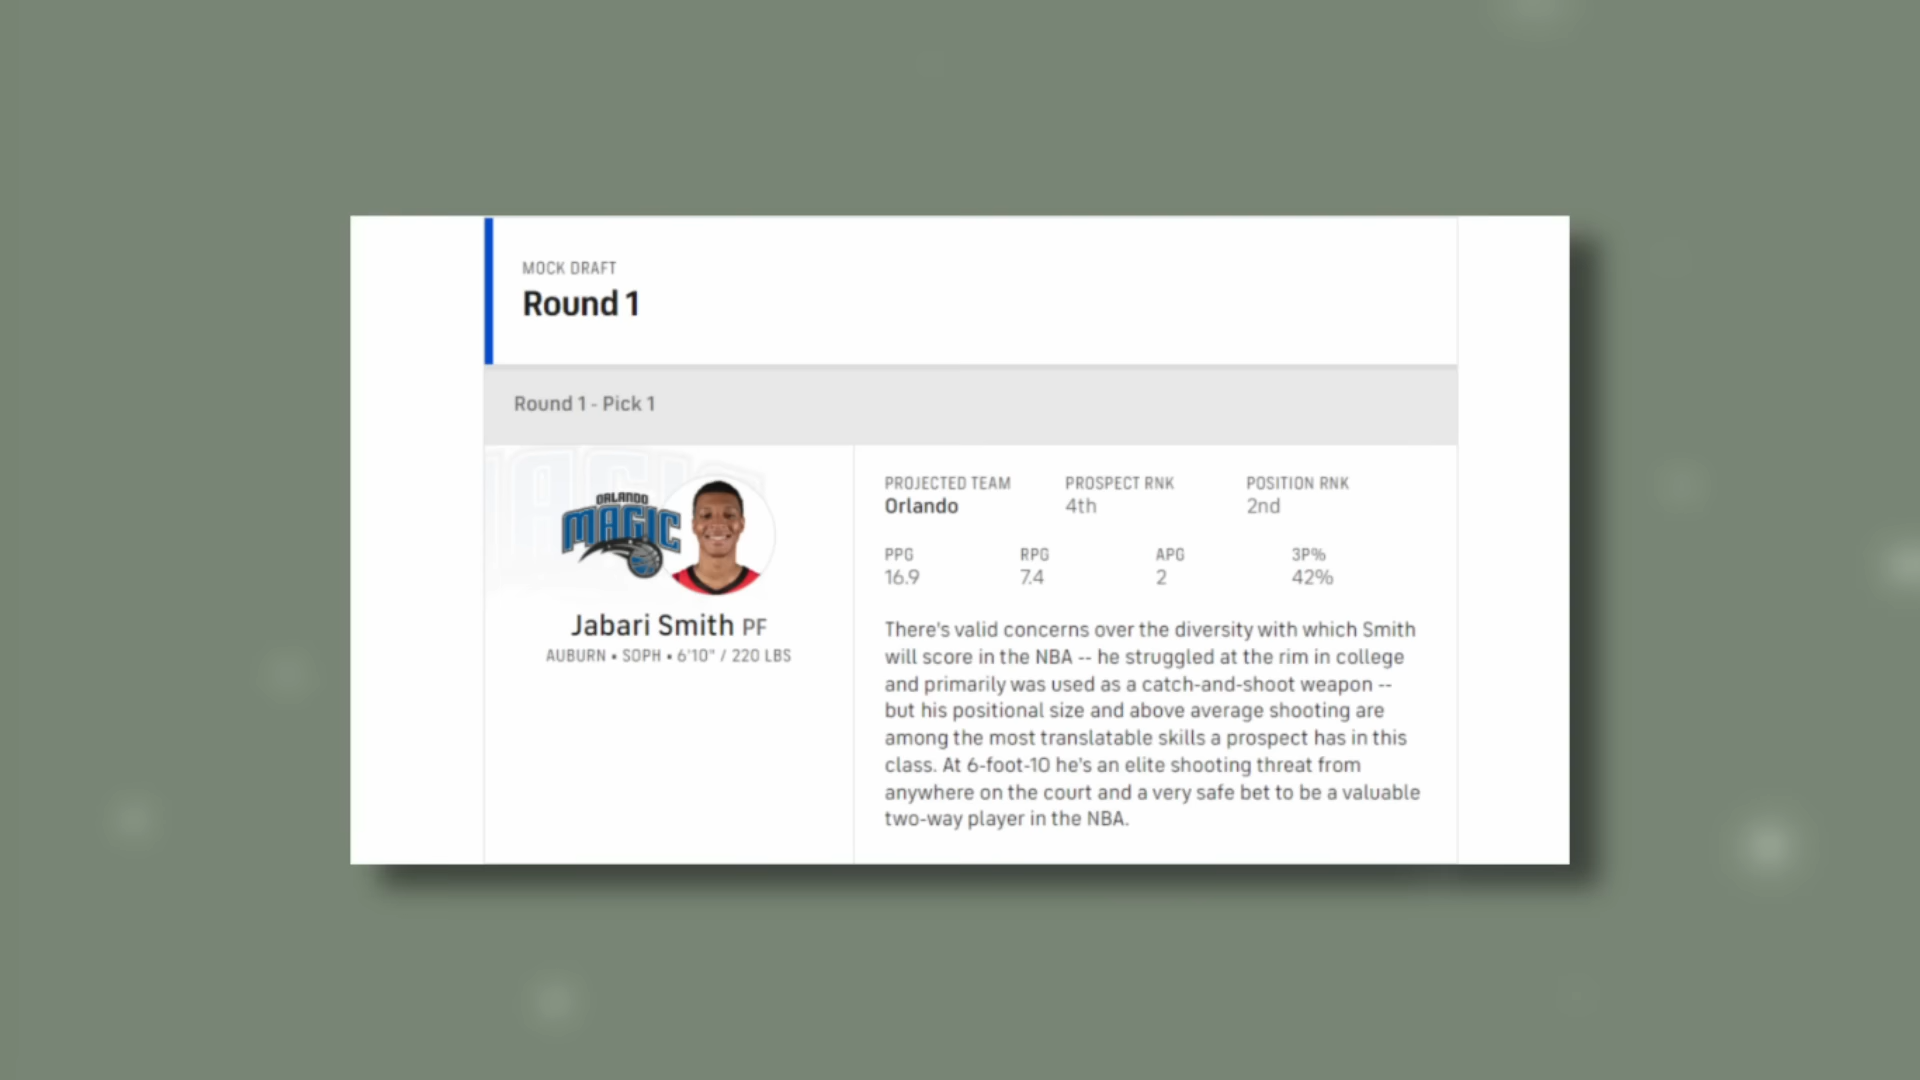 MOCK DRAFT
Round 1
Round 1 - Pick 1
ORLANDO
MAGIC
Jabari Smith PF
AUBURN • SOPH • 6'10" / 220 LBS
PROJECTED TEAM PROSPECT RNK POSITION RNK
Orlando 4th 2nd
PPG RPG APG 3P%
16.9 7.4 2 42%
There's valid concerns over the diversity with which Smith
will score in the NBA -- he struggled at the rim in college
and primarily was used as a catch-and-shoot weapon --
but his positional size and above average shooting are
among the most translatable skills a prospect has in this
class. At 6-foot-10 he's an elite shooting threat from
anywhere on the court and a very safe bet to be a valuable
two-way player in the NBA.